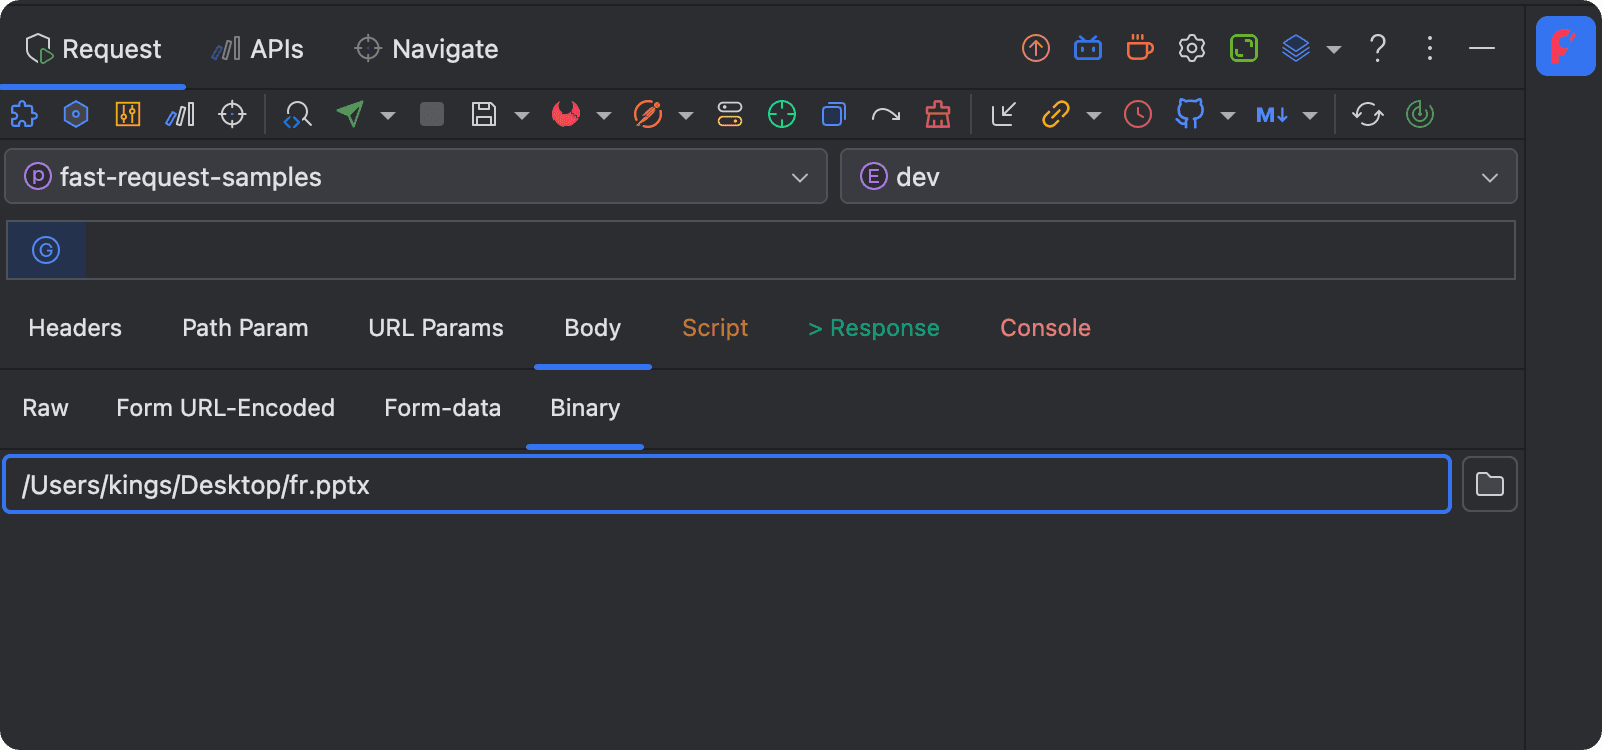 Request APIs Navigate
M↓
p fast-request-samples E dev
G
Headers Path Param URL Params Body Script > Response Console
Raw Form URL-Encoded Form-data Binary
/Users/kings/Desktop/fr.pptx